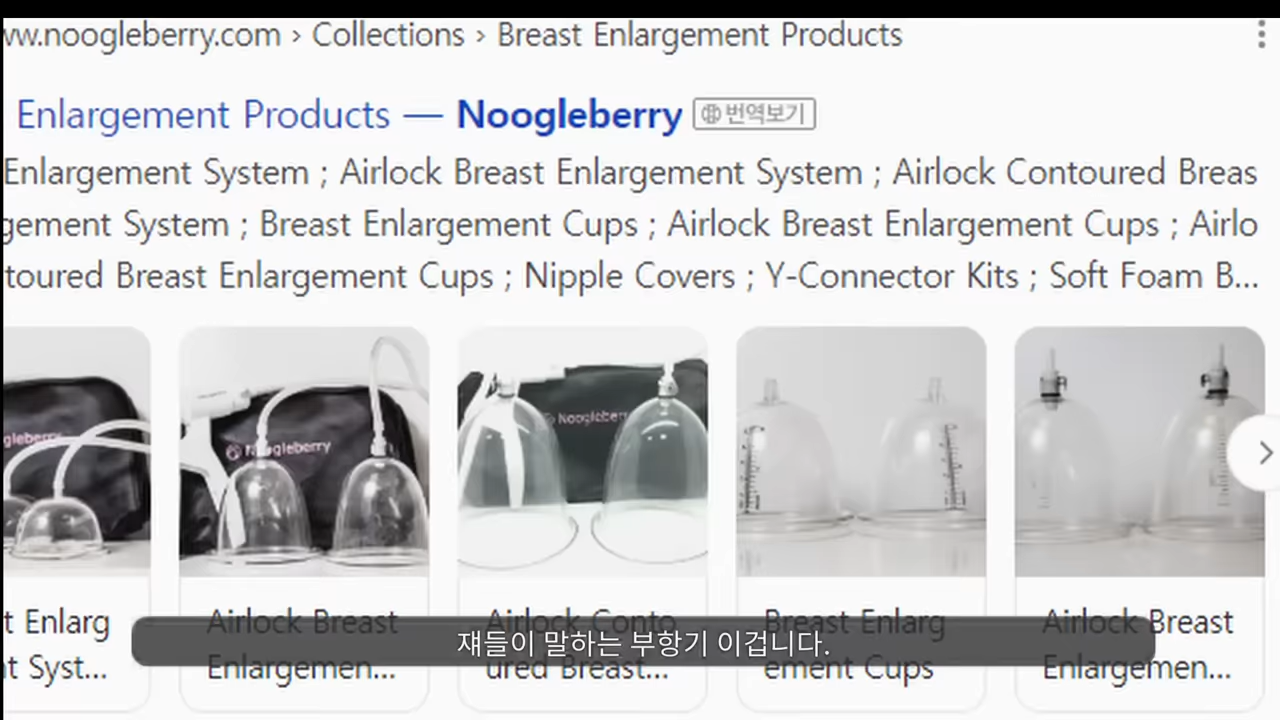 ww.noogleberry.com › Collections › Breast Enlargement Products
Enlargement Products — Noogleberry 번역보기
Enlargement System ; Airlock Breast Enlargement System ; Airlock Contoured Breas
gement System ; Breast Enlargement Cups ; Airlock Breast Enlargement Cups ; Airlo
toured Breast Enlargement Cups ; Nipple Covers ; Y-Connector Kits ; Soft Foam B...
gleberry
Noogleberry
Noogleberry
t Enlarg
t Syst...
Airlock Breast
Enlargemen...
Airlock Conto
ured Breast...
Breast Enlarg
ement Cups
Airlock Breast
Enlargemen...
쟤들이 말하는 부항기 이겁니다.